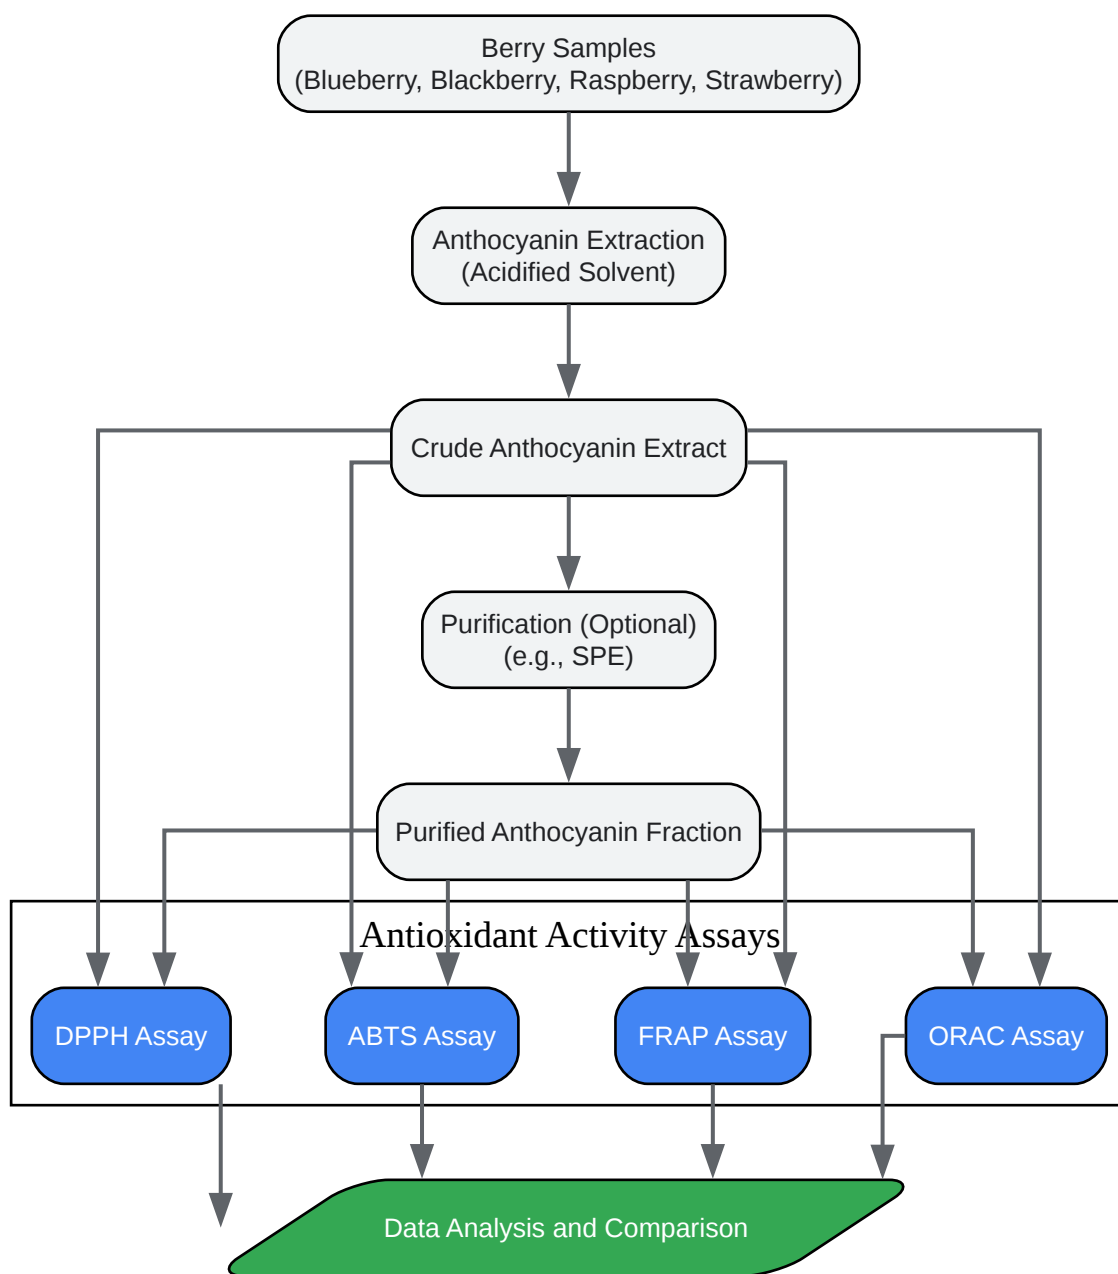 Berry Samples
(Blueberry, Blackberry, Raspberry, Strawberry)
Anthocyanin Extraction
(Acidified Solvent)
Crude Anthocyanin Extract
Purification (Optional)
(e.g., SPE)
Purified Anthocyanin Fraction
Antioxidant Activity Assays
DPPH Assay
ABTS Assay
FRAP Assay
ORAC Assay
Data Analysis and Comparison